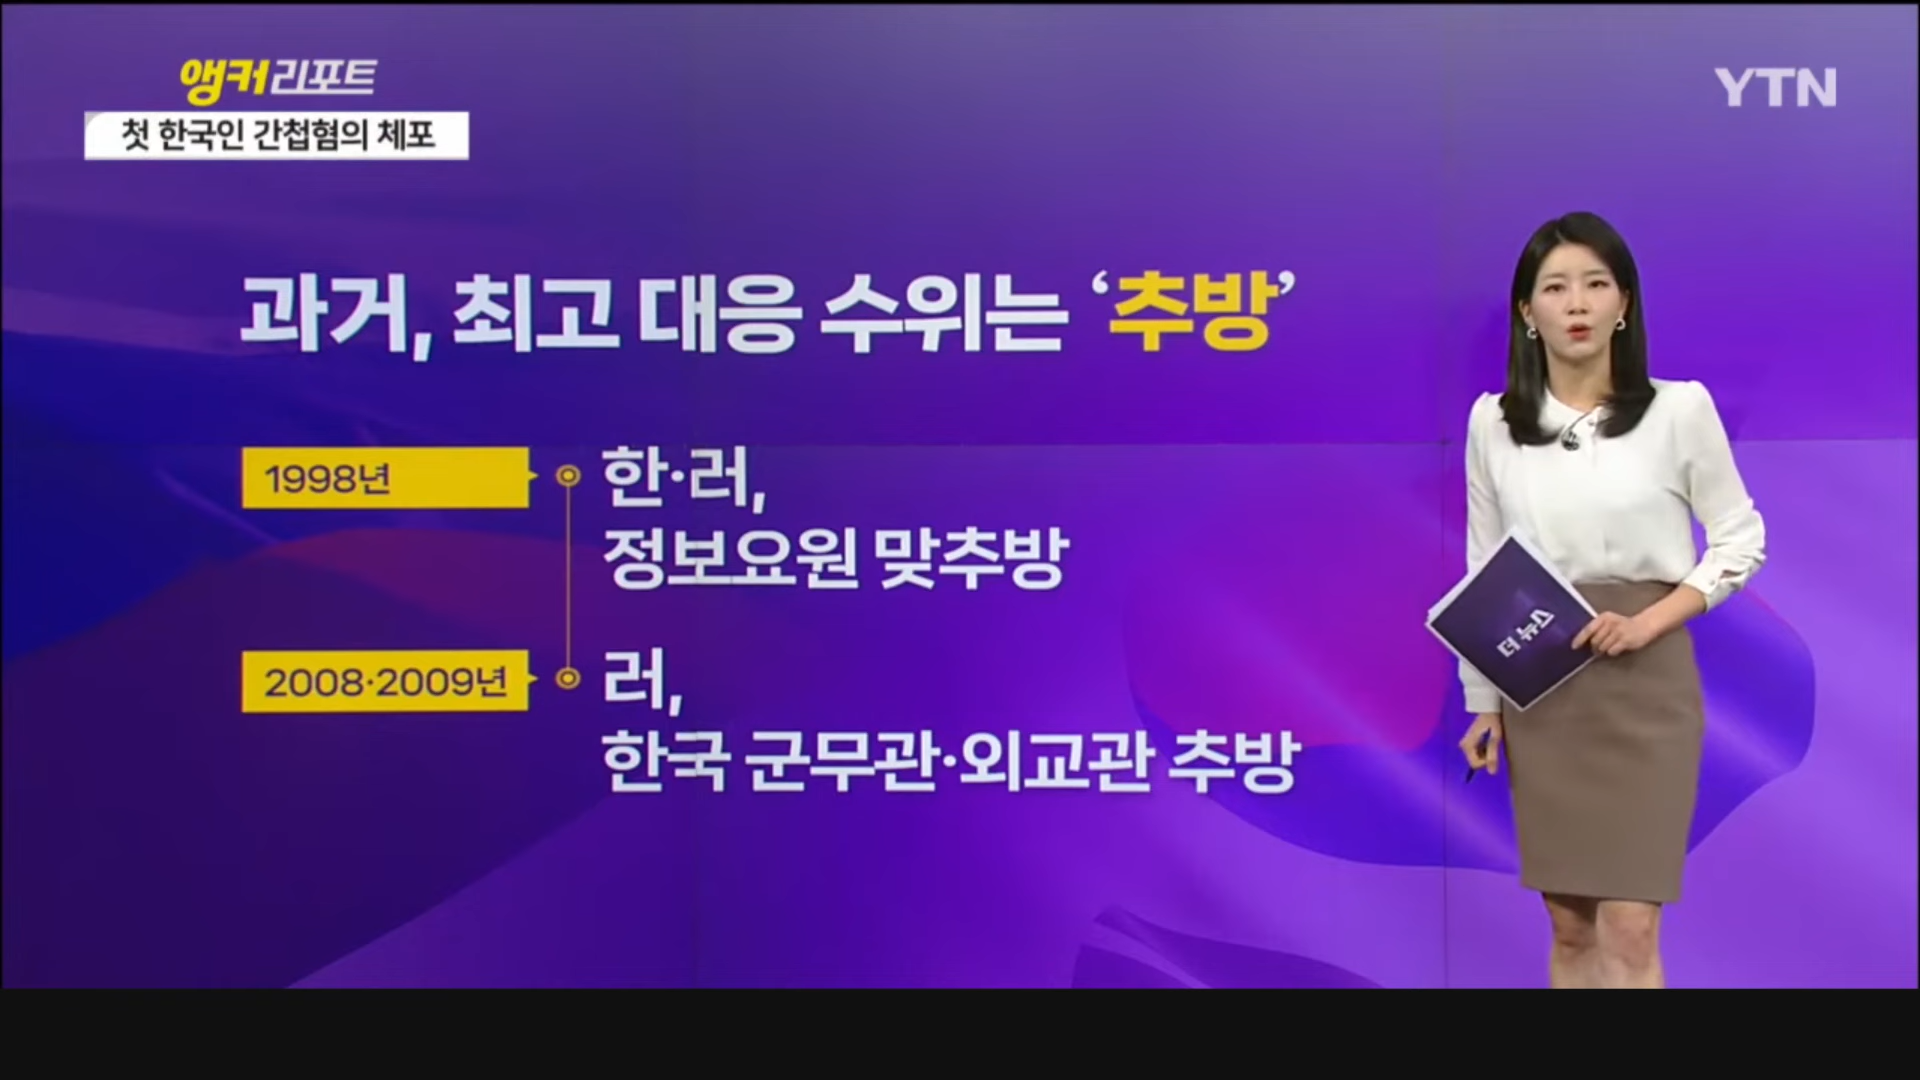 앵커리포트
YTN
첫 한국인 간첩혐의 체포
과거, 최고 대응 수위는 ‘추방’
1998년
한·러,
정보요원 맞추방
2008·2009년
러,
한국 군무관·외교관 추방
더 뉴스